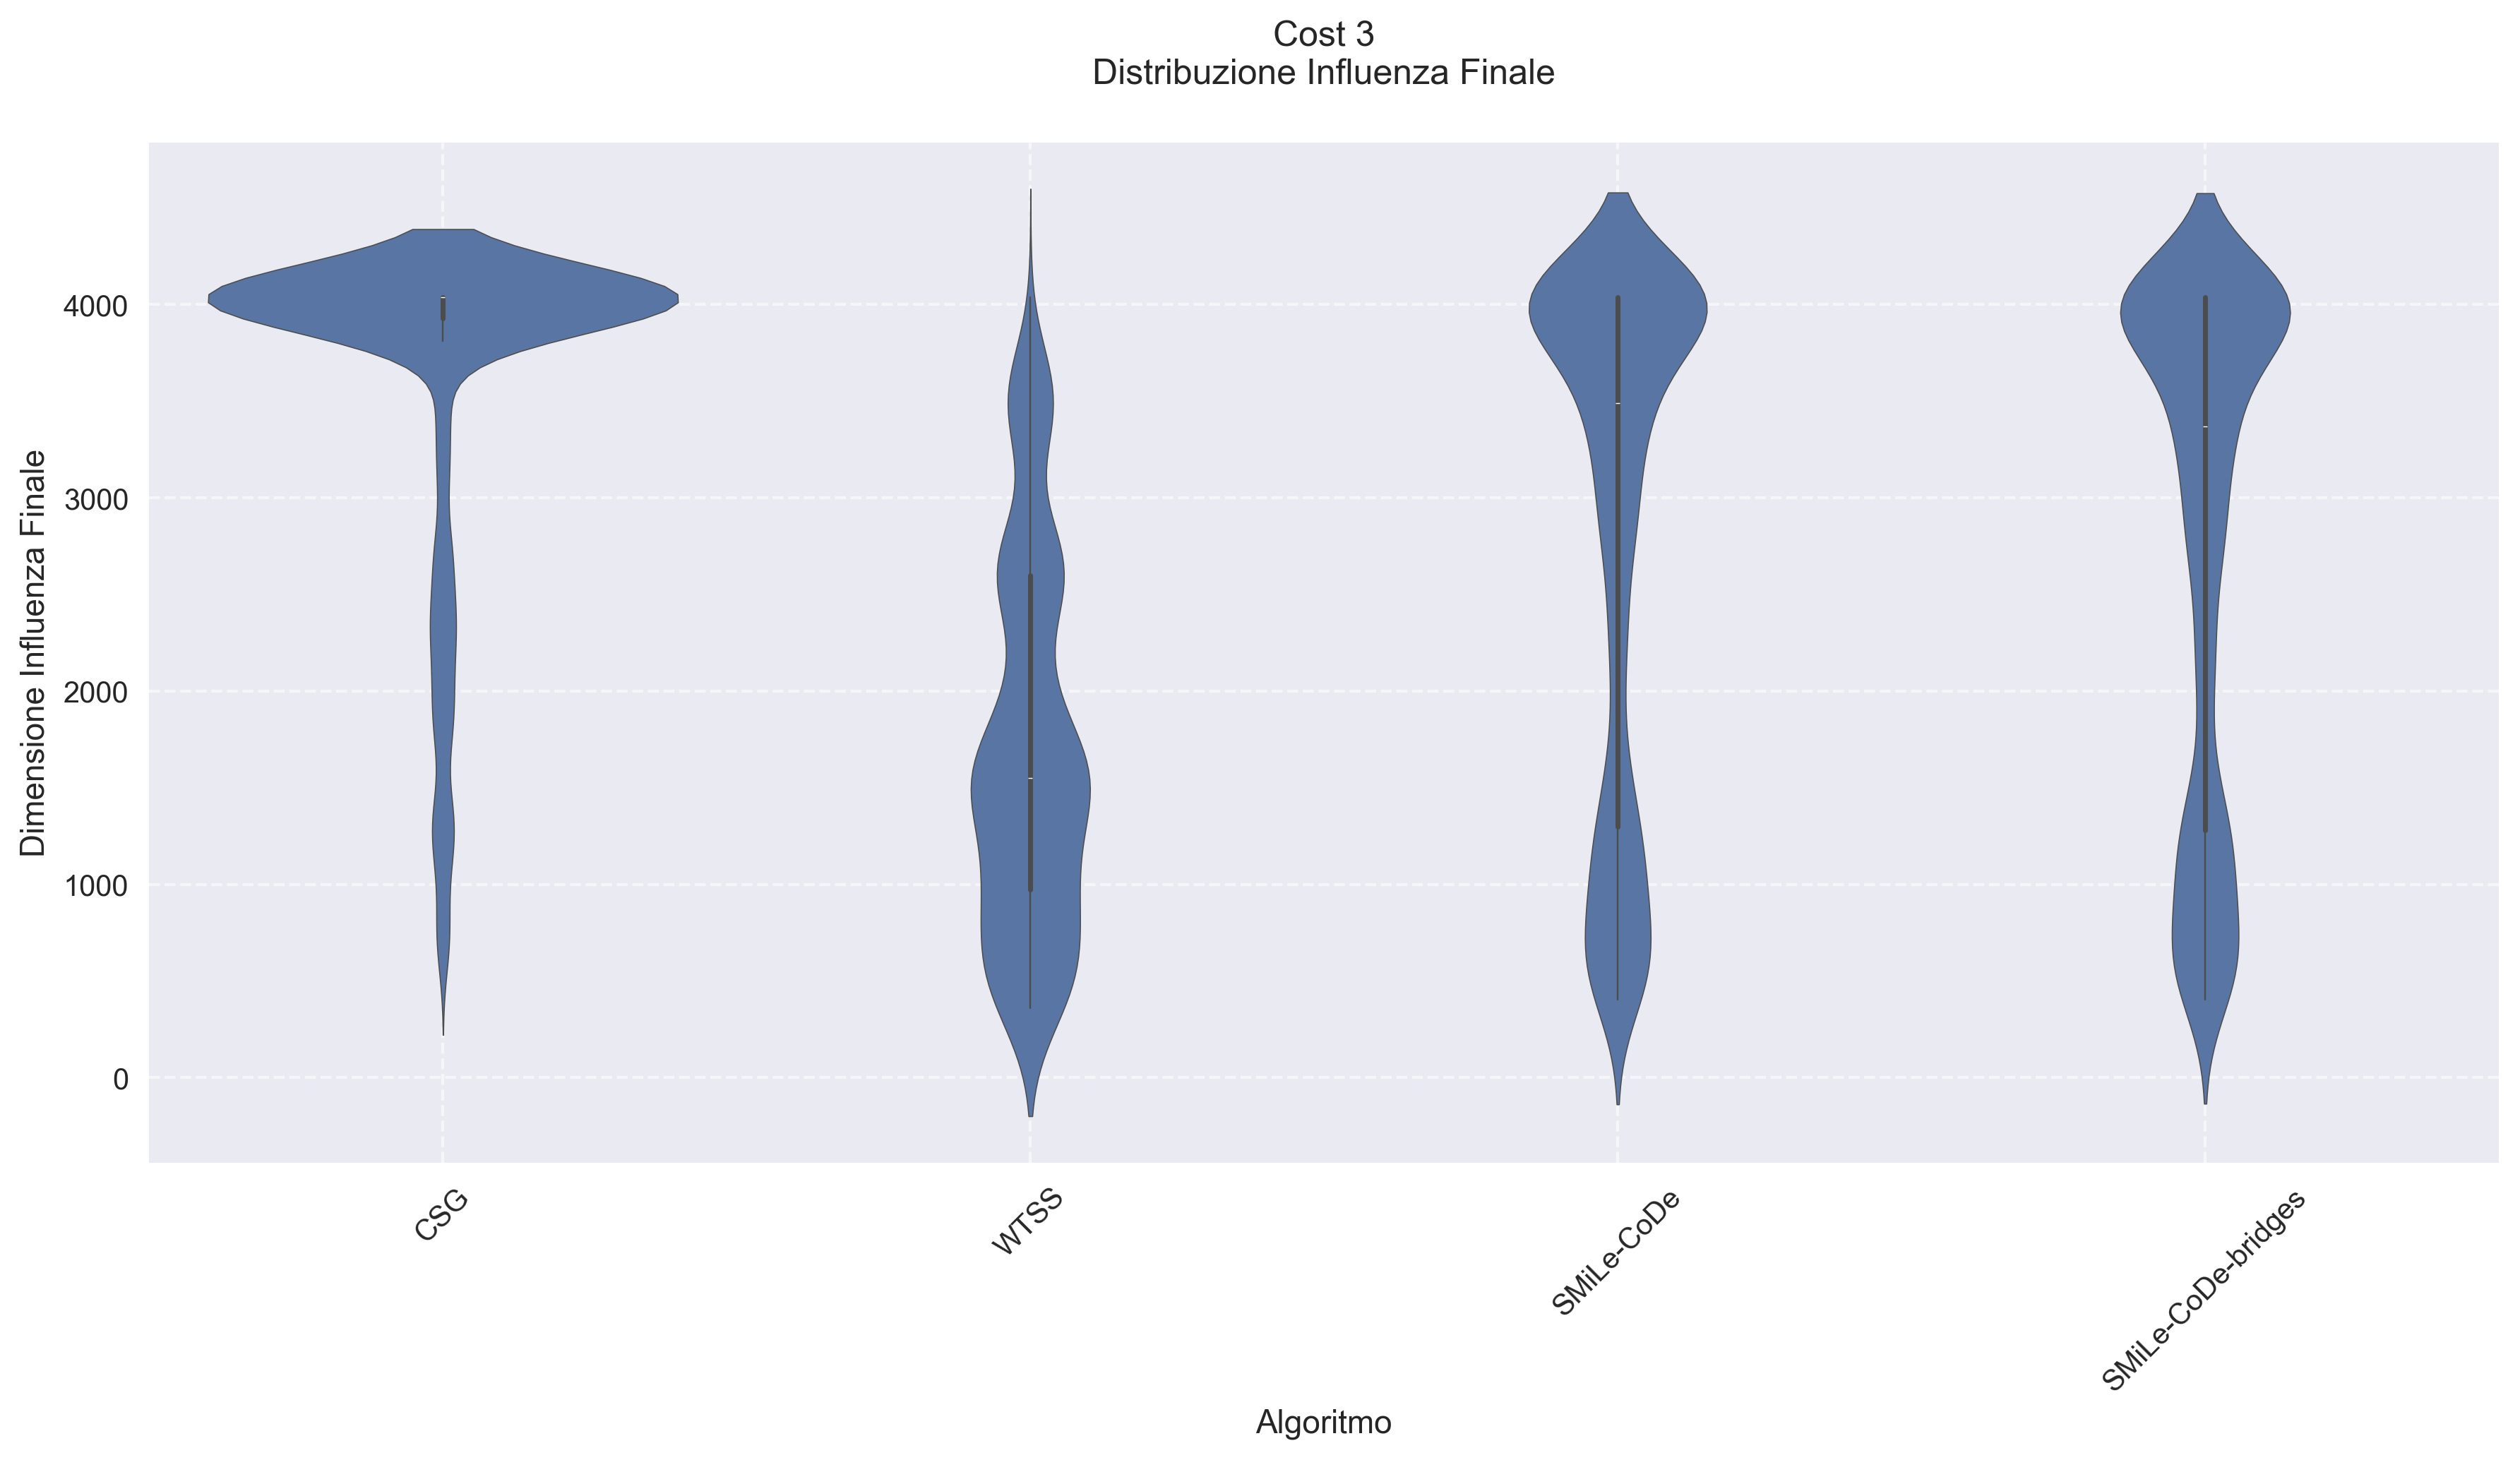 Cost 3
Distribuzione Influenza Finale
Dimensione Influenza Finale
4000
3000
2000
1000
0
CSG
WTSS
SMiLe-CoDe
SMiLe-CoDe-bridges
Algoritmo